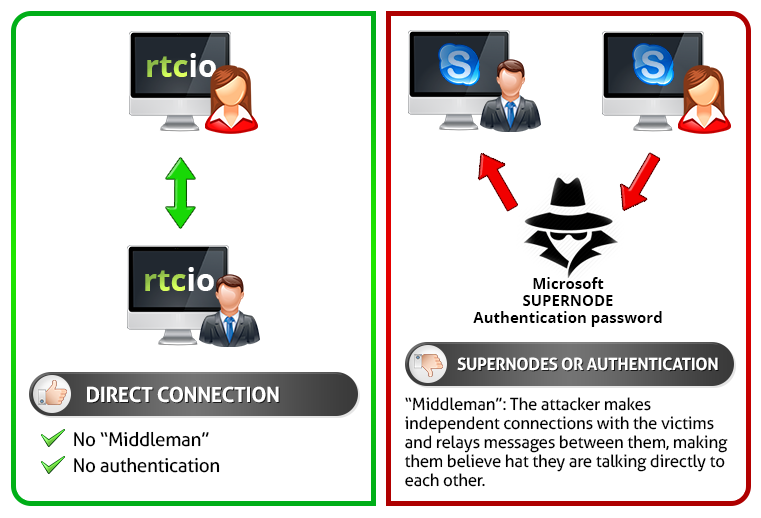 rtcio
rtcio
DIRECT CONNECTION
No “Middleman”
No authentication
S
S
Microsoft
SUPERNODE
Authentication password
SUPERNODES OR AUTHENTICATION
“Middleman”: The attacker makes
independent connections with the victims
and relays messages between them, making
them believe hat they are talking directly to
each other.